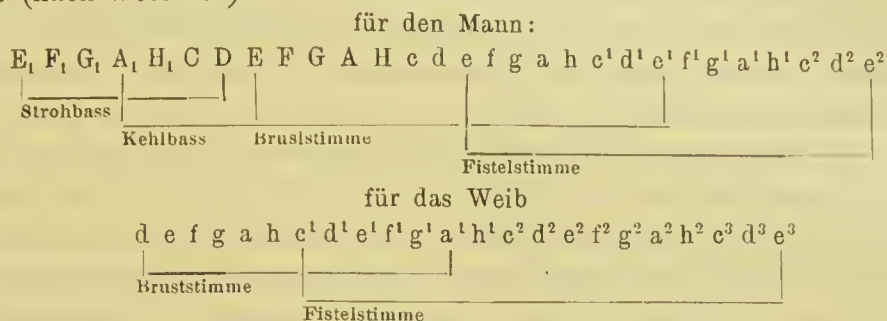 für den Mann:
E₁ F₁ G₁ A₁ H₁ C D E F G A H c d e f g a h c¹ d¹ e¹ f¹ g¹ a¹ h¹ c² d² e²
Strohbass
Kehlbass Bruststimme
Fistelstimme
für das Weib
d e f g a h c¹ d¹ e¹ f¹ g¹ a¹ h¹ c² d² e² f² g² a² h² c³ d³ e³
Bruststimme
Fistelstimme